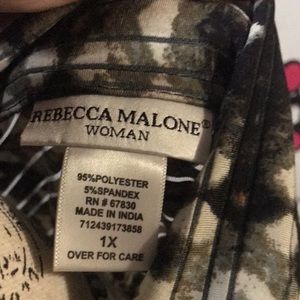 REBECCA MALONE®
WOMAN
95%POLYESTER
5%SPANDEX
RN # 67830
MADE IN INDIA
712439173858
1X
OVER FOR CARE